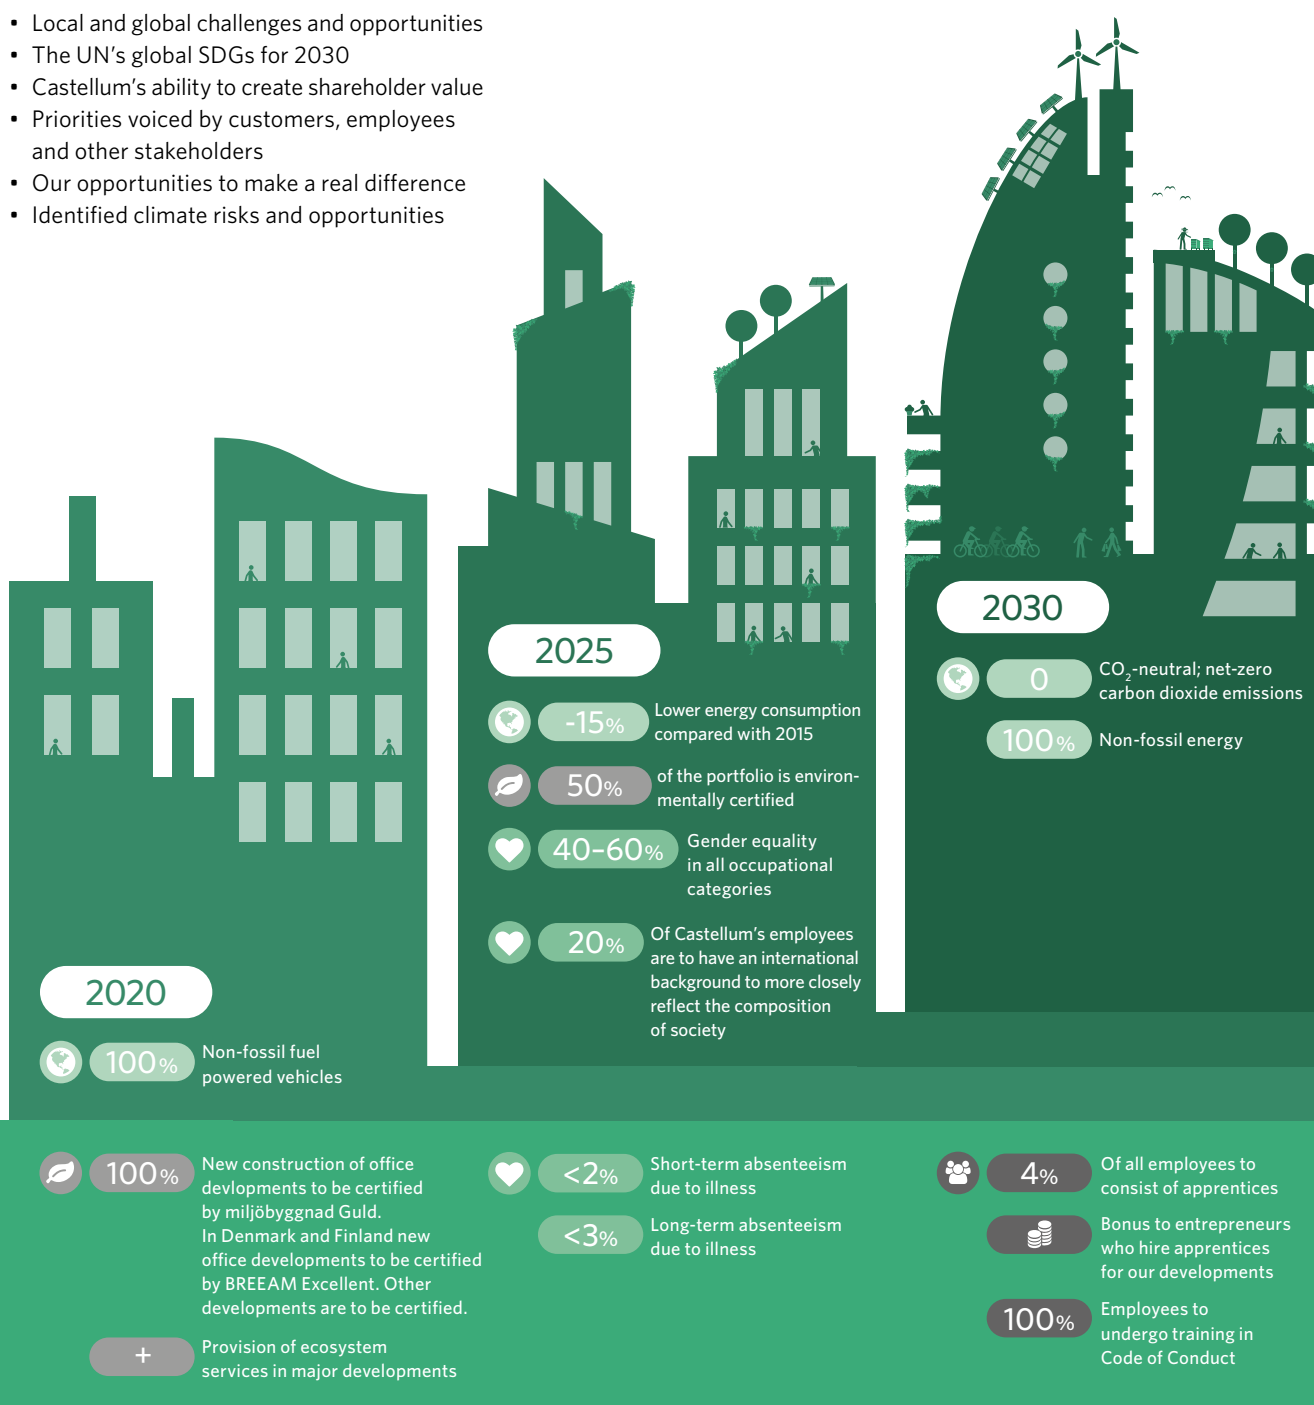 • Local and global challenges and opportunities
• The UN’s global SDGs for 2030
• Castellum’s ability to create shareholder value
• Priorities voiced by customers, employees
and other stakeholders
• Our opportunities to make a real difference
• Identified climate risks and opportunities
2020
100%
Non-fossil fuel
powered vehicles
2025
-15%
Lower energy consumption
compared with 2015
50%
of the portfolio is environ-
mentally certified
40–60%
Gender equality
in all occupational
categories
20%
Of Castellum’s employees
are to have an international
background to more closely
reflect the composition
of society
2030
0
CO₂-neutral; net-zero
carbon dioxide emissions
100%
Non-fossil energy
100%
New construction of office
devlopments to be certified
by miljöbyggnad Guld.
In Denmark and Finland new
office developments to be certified
by BREEAM Excellent. Other
developments are to be certified.
+
Provision of ecosystem
services in major developments
<2%
Short-term absenteeism
due to illness
<3%
Long-term absenteeism
due to illness
4%
Of all employees to
consist of apprentices
Bonus to entrepreneurs
who hire apprentices
for our developments
100%
Employees to
undergo training in
Code of Conduct